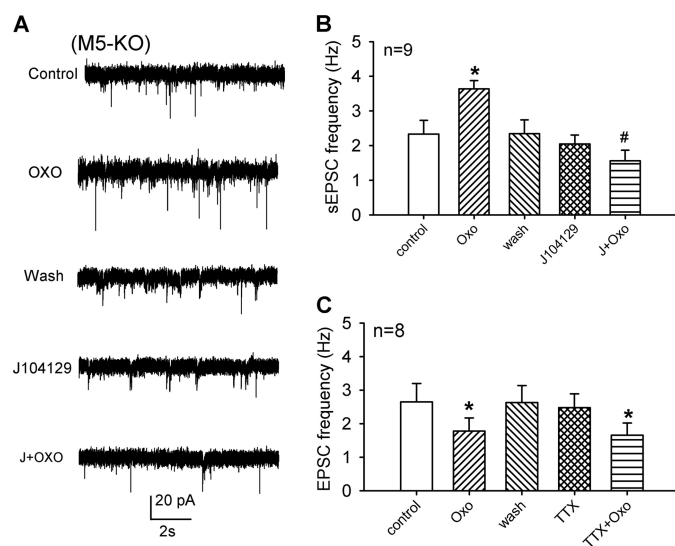 A
(M5-KO)
Control
OXO
Wash
J104129
J+OXO
20 pA
2s
B
n=9
sEPSC frequency (Hz)
5
4
3
2
1
0
*
#
control
Oxo
wash
J104129
J+Oxo
C
n=8
EPSC frequency (Hz)
5
4
3
2
1
0
*
*
control
Oxo
wash
TTX
TTX+Oxo